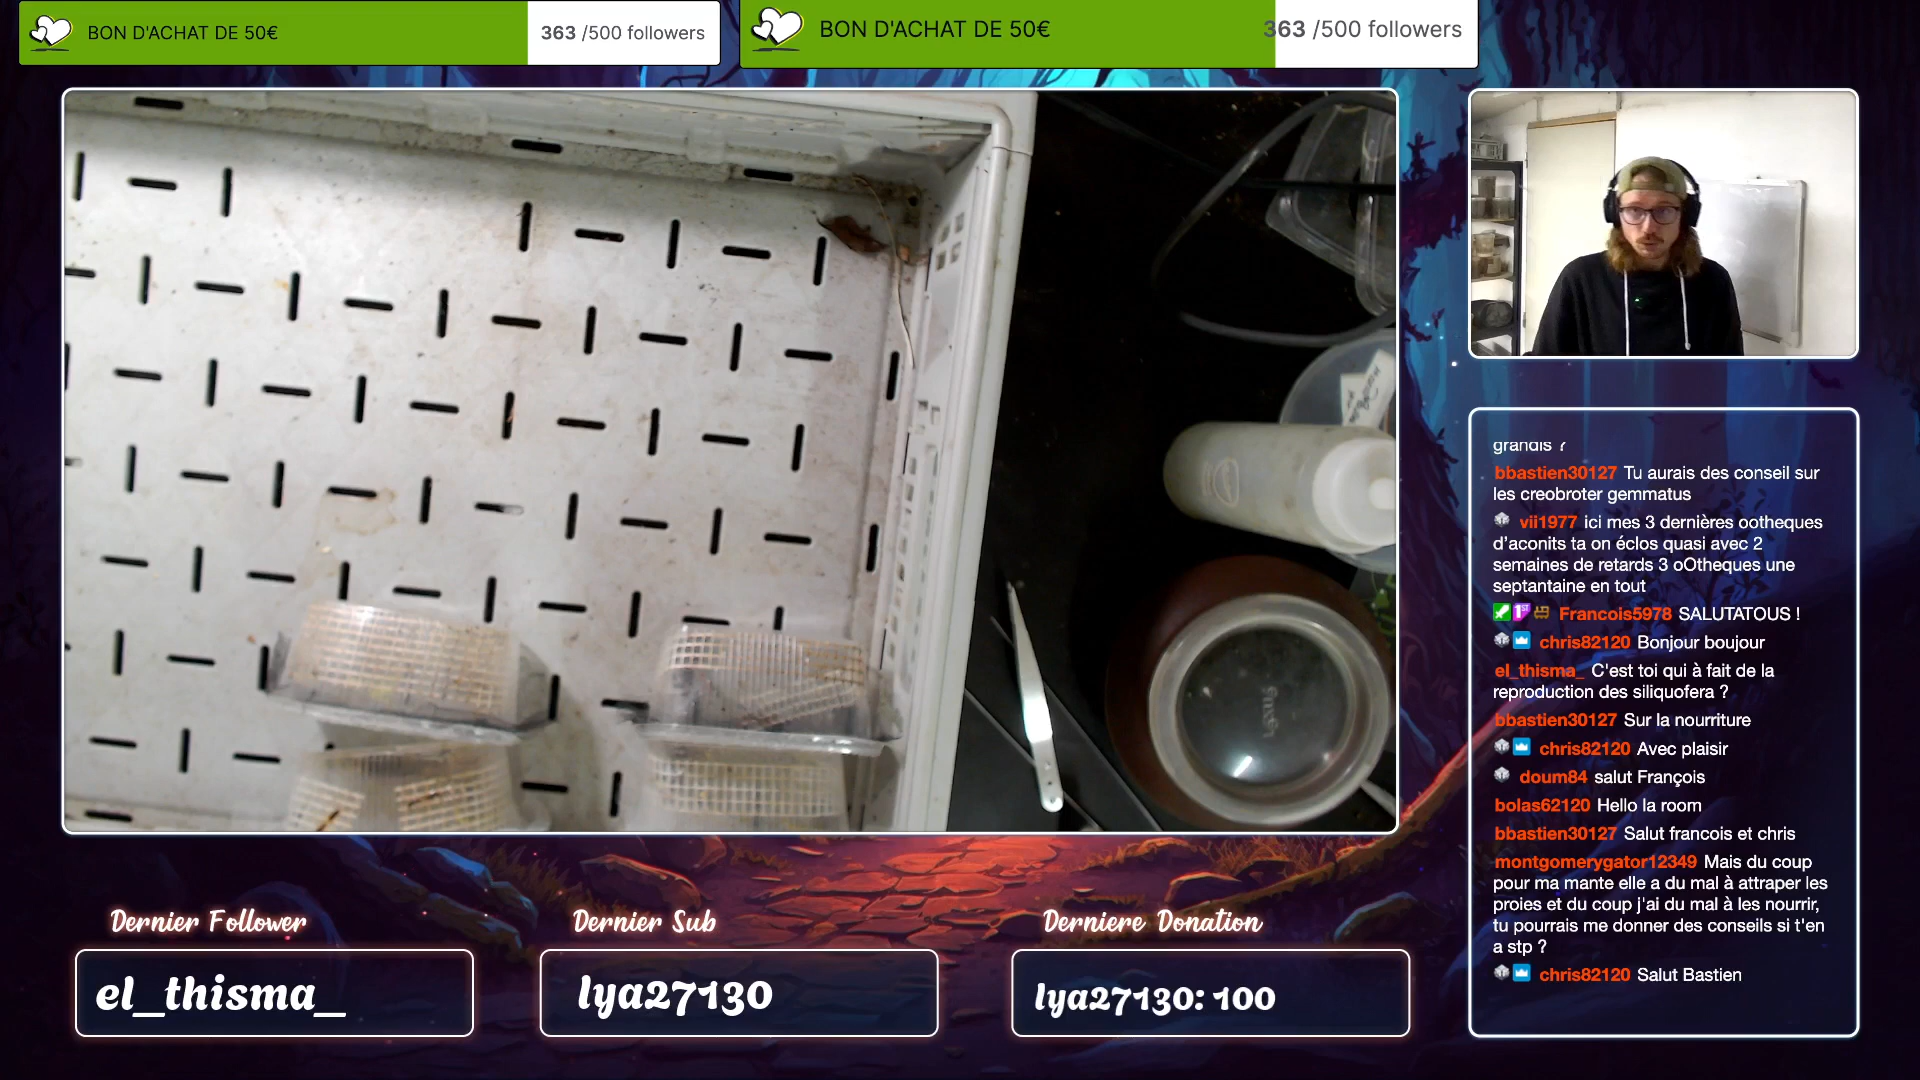 BON D'ACHAT DE 50€
363 /500 followers
BON D'ACHAT DE 50€
363 /500 followers
grandis ?
bbastien30127 Tu aurais des conseil sur
les creobroter gemmatus
vii1977 ici mes 3 dernières ootheques
d'aconits ta on éclos quasi avec 2
semaines de retards 3 oOtheques une
septantaine en tout
Francois5978 SALUTATOUS !
chris82120 Bonjour boujour
el_thisma_ C'est toi qui à fait de la
reproduction des siliquofera ?
bbastien30127 Sur la nourriture
chris82120 Avec plaisir
doum84 salut François
bolas62120 Hello la room
bbastien30127 Salut francois et chris
montgomerygator12349 Mais du coup
pour ma mante elle a du mal à attraper les
proies et du coup j'ai du mal à les nourrir,
tu pourrais me donner des conseils si t'en
a stp ?
chris82120 Salut Bastien
Dernier Follower
el_thisma_
Dernier Sub
lya27130
Derniere Donation
lya27130: 100